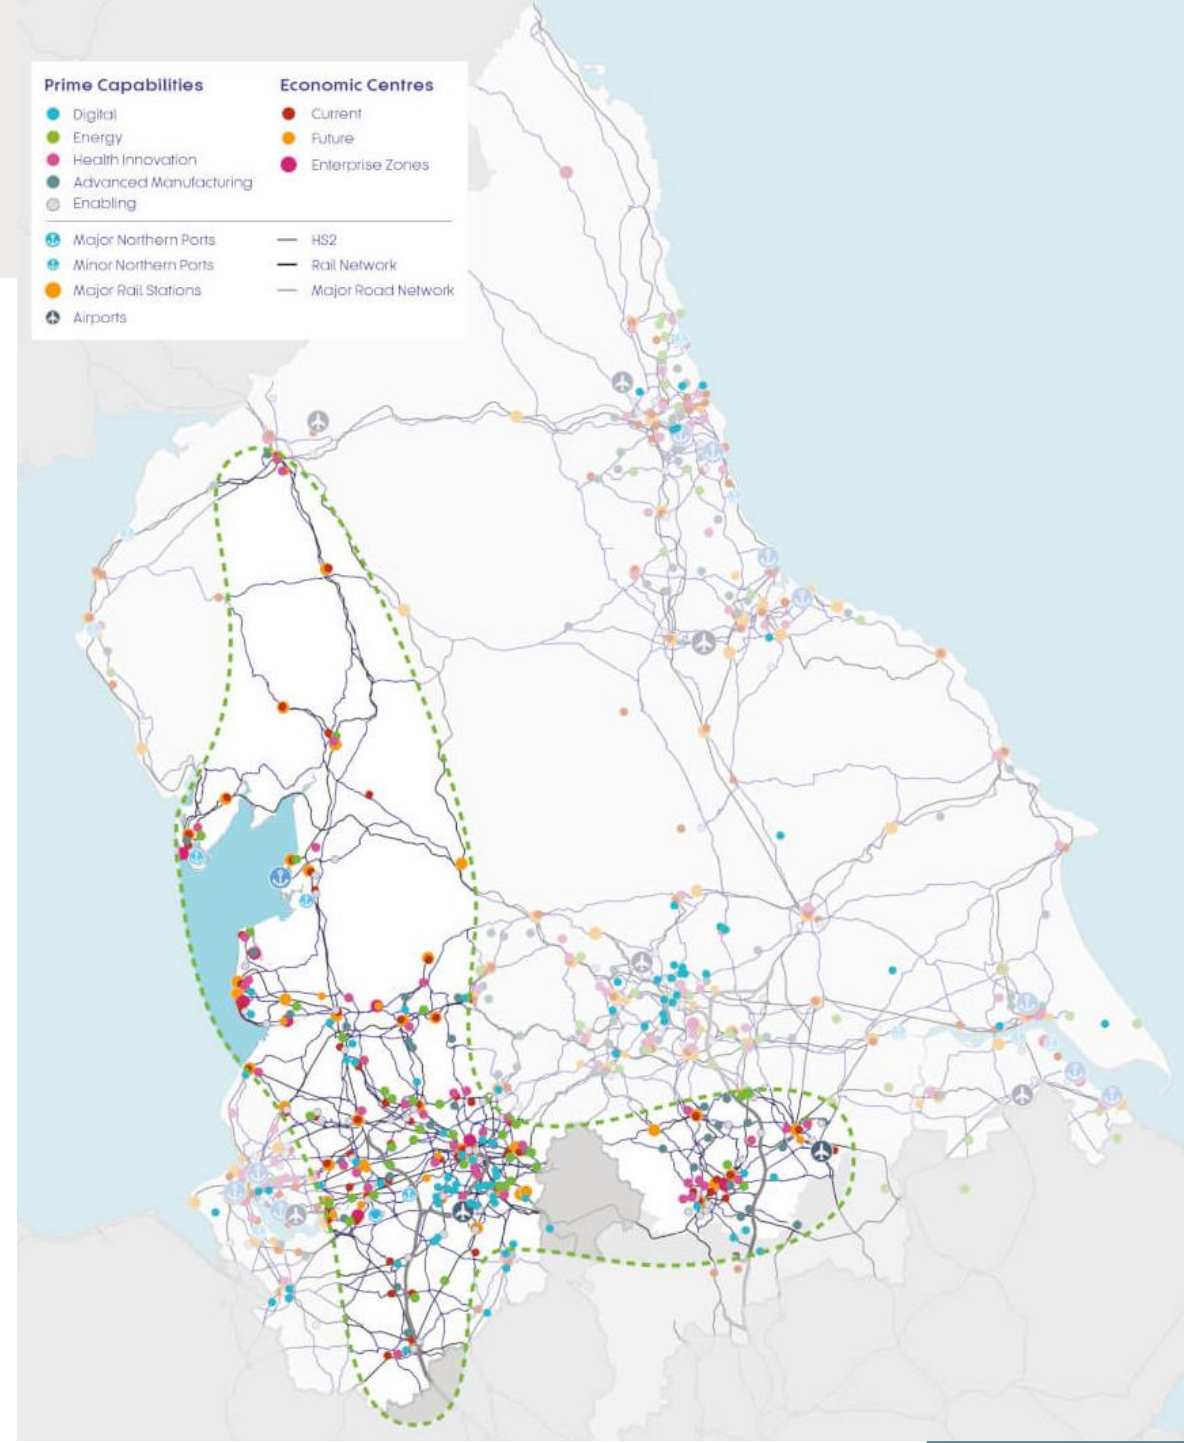 Prime Capabilities
Digital
Energy
Health Innovation
Advanced Manufacturing
Enabling
Economic Centres
Current
Future
Enterprise Zones
Major Northern Ports
Minor Northern Ports
Major Rail Stations
Airports
HS2
Rail Network
Major Road Network